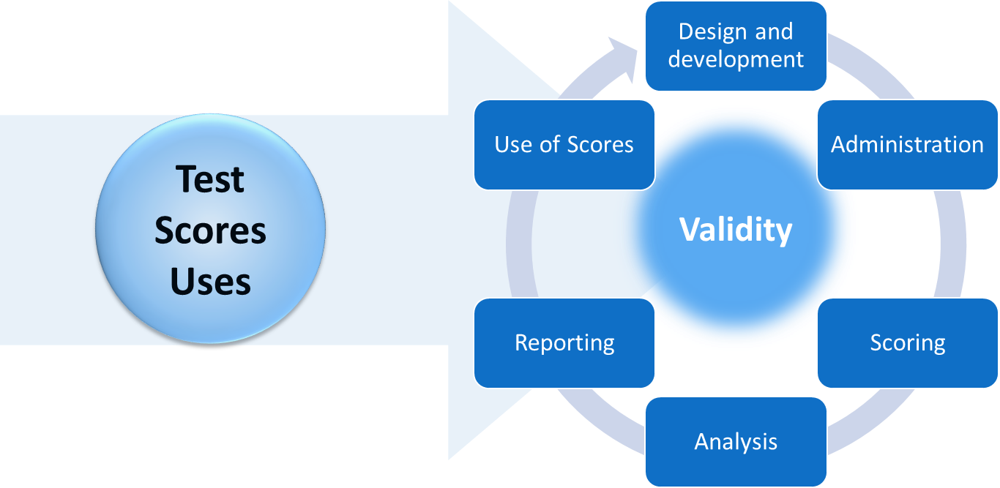 Test
Scores
Uses
Design and
development
Administration
Scoring
Analysis
Reporting
Use of Scores
Validity